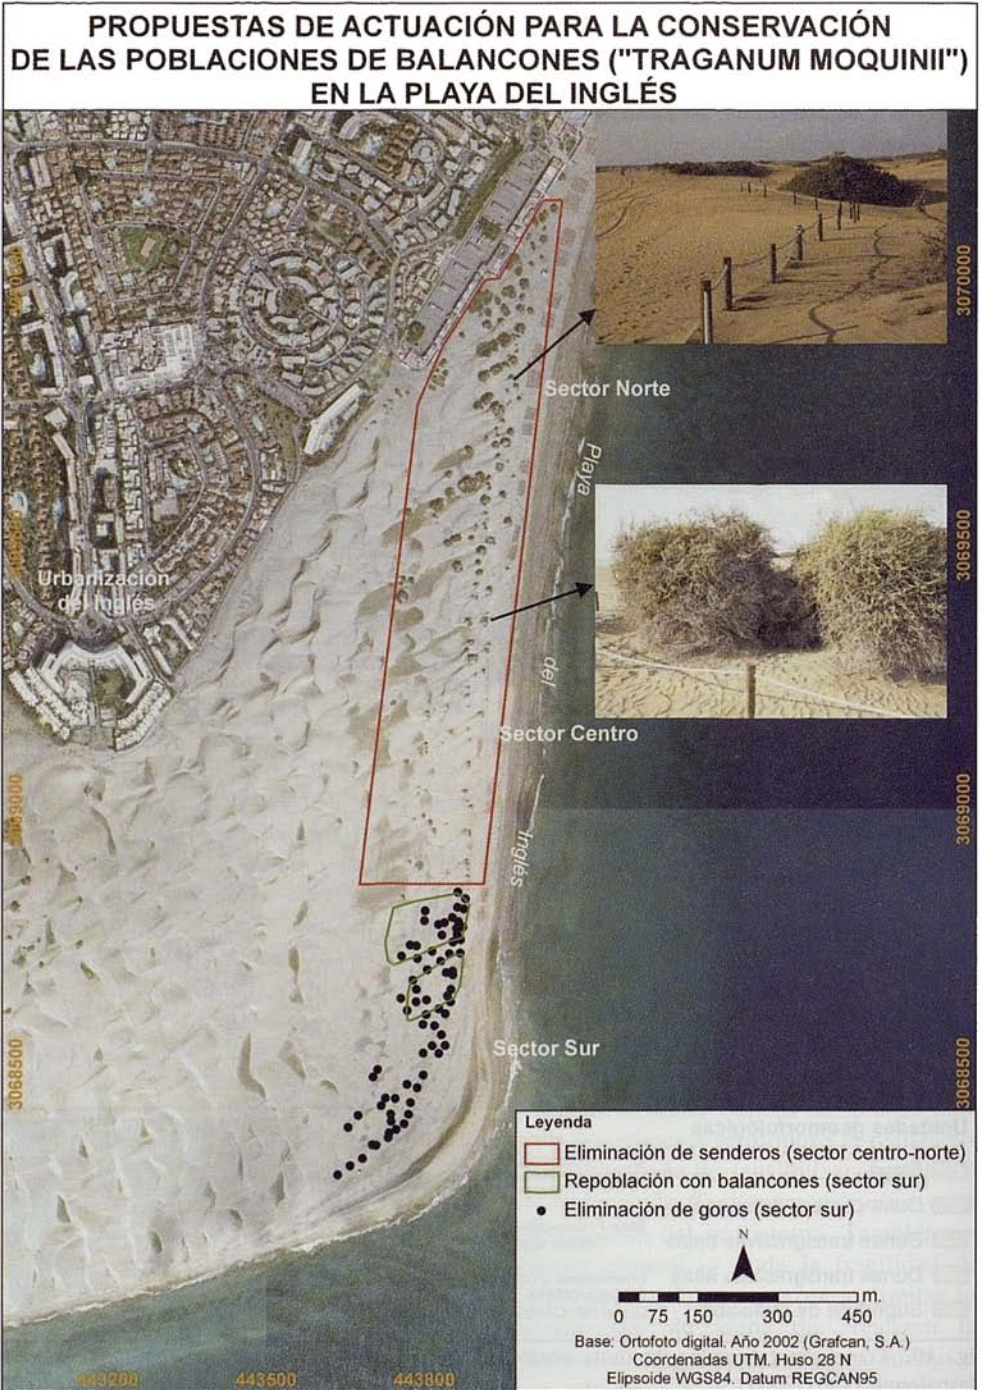 PROPUESTAS DE ACTUACIÓN PARA LA CONSERVACIÓN
DE LAS POBLACIONES DE BALANCONES ("TRAGANUM MOQUINII")
EN LA PLAYA DEL INGLÉS
3070000
Sector Norte
Playa
3069500
Urbanización
del Inglés
del
Sector Centro
3069000
3069000
Inglés
Sector Sur
3068500
3068500
Leyenda
Eliminación de senderos (sector centro-norte)
Repoblación con balancones (sector sur)
Eliminación de goros (sector sur)
N
m.
0 75 150 300 450
Base: Ortofoto digital. Año 2002 (Grafcan, S.A.)
Coordenadas UTM. Huso 28 N
Elipsoide WGS84. Datum REGCAN95
443200 443500 443800